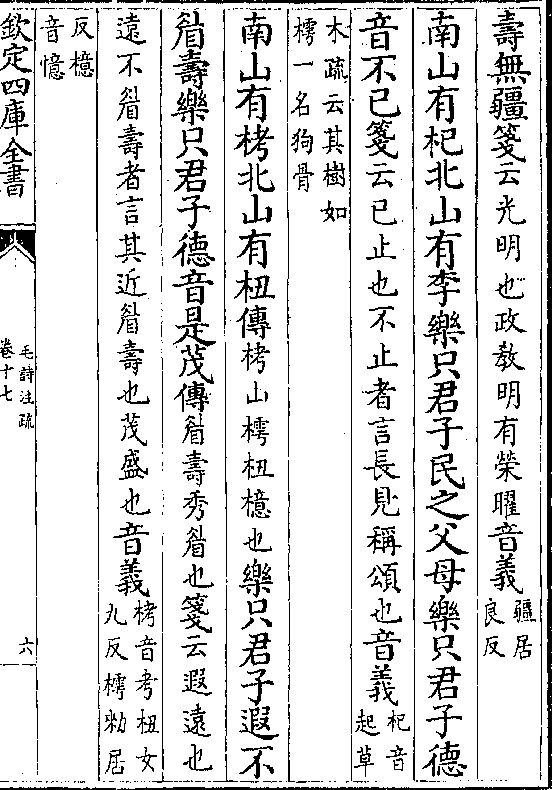 壽無疆箋云光明也政教明有榮曜音義疆居
良反
南山有杞北山有李樂只君子民之父母樂只君子德
音不已箋云已止也不止者言長見稱頌也音義杞音
起草
木疏云其樹如
樗一名狗骨
南山有栲北山有杻傳栲山樗杻檍也樂只君子遐不
眉壽樂只君子德音是茂傳眉壽秀眉也箋云遐遠也
遠不眉壽者言其近眉壽也茂盛也音義栲音考杻女
九反樗勑居
反檍
音憶
欽定四庫全書
毛詩注疏
卷十七
六